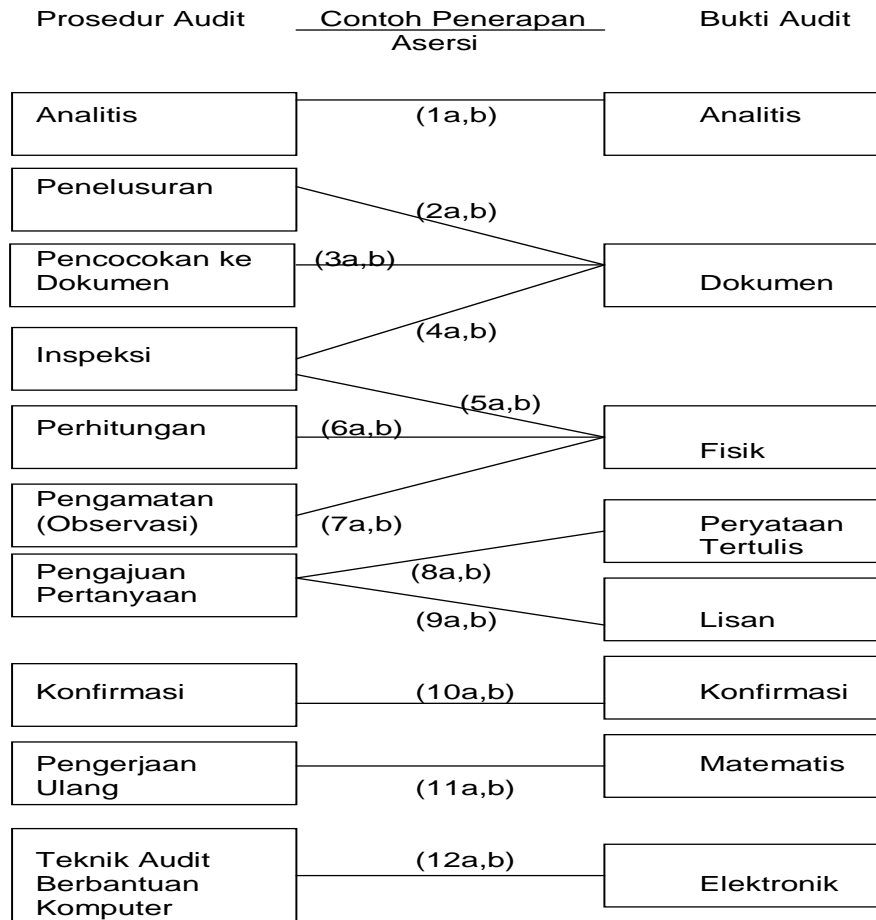 Prosedur Audit
Contoh Penerapan
Asersi
Bukti Audit
Analitis
(1a,b)
Analitis
Penelusuran
(2a,b)
Pencocokan ke
Dokumen
(3a,b)
Dokumen
(4a,b)
Inspeksi
(5a,b)
Perhitungan
(6a,b)
Fisik
Pengamatan
(Observasi)
(7a,b)
Peryataan
Tertulis
Pengajuan
Pertanyaan
(8a,b)
(9a,b)
Lisan
Konfirmasi
(10a,b)
Konfirmasi
Pengerjaan
Ulang
(11a,b)
Matematis
Teknik Audit
Berbantuan
Komputer
(12a,b)
Elektronik